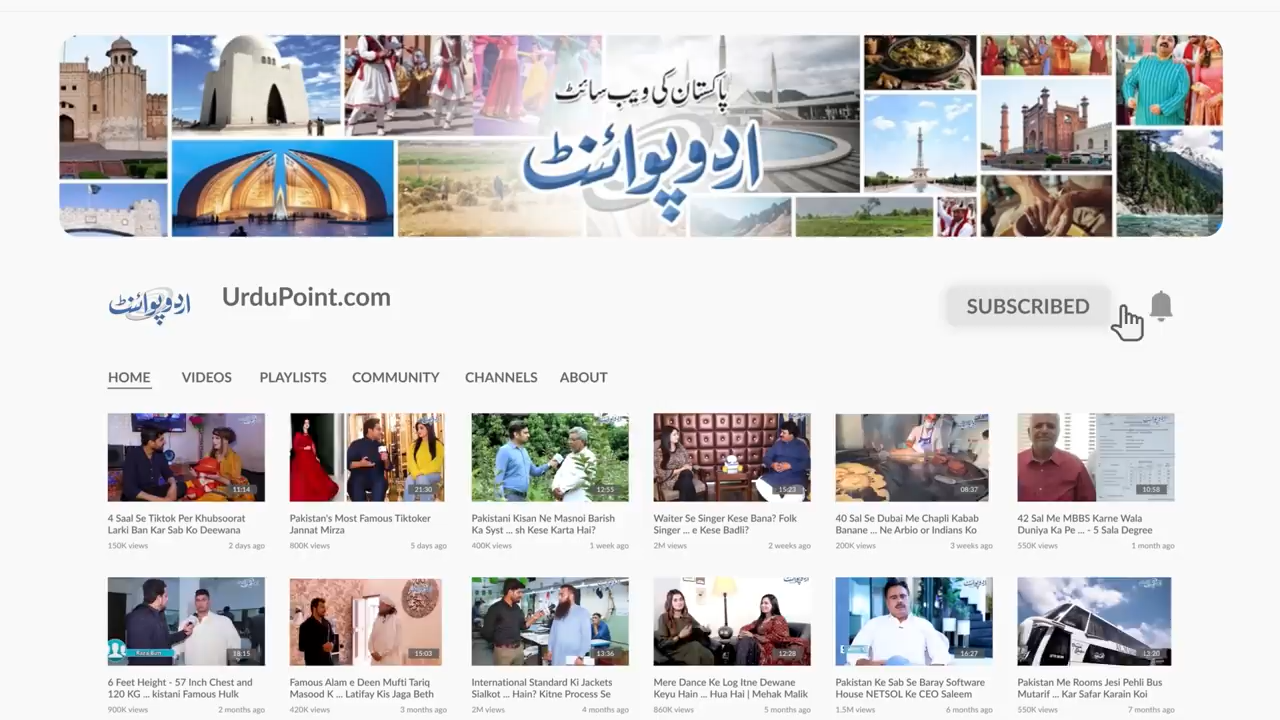 پاکستان کی ویب سائٹ
اردو پوائنٹ
اردو پوائنٹ
UrduPoint.com
SUBSCRIBED
HOME VIDEOS PLAYLISTS COMMUNITY CHANNELS ABOUT
11:14 21:30 12:55 15:23 08:37 10:58
4 Saal Se Tiktok Per Khubsoorat
Larki Ban Kar Sab Ko Deewana
150K views 2 days ago
Pakistan's Most Famous Tiktoker
Jannat Mirza
800K views 5 days ago
Pakistani Kisan Ne Masnoi Barish
Ka Syst ... sh Kese Karta Hai?
400K views 1 week ago
Waiter Se Singer Kese Bana? Folk
Singer ... e Kese Badli?
2M views 2 weeks ago
40 Sal Se Dubai Me Chapli Kabab
Banane ... Ne Arbio or Indians Ko
200K views 3 weeks ago
42 Sal Me MBBS Karne Wala
Duniya Ka Pe ... - 5 Sala Degree
550K views 1 month ago
Raza Butt
18:15 15:03 13:36 12:28 16:27 13:20
6 Feet Height - 57 Inch Chest and
120 KG ... kistani Famous Hulk
900K views 2 months ago
Famous Alam e Deen Mufti Tariq
Masood K ... Latifay Kis Jaga Beth
420K views 3 months ago
International Standard Ki Jackets
Sialkot ... Hain? Kitne Process Se
2M views 4 months ago
Mere Dance Ke Log Itne Dewane
Keyu Hain ... Hua Hai | Mehak Malik
860K views 5 months ago
Pakistan Ke Sab Se Baray Software
House NETSOL Ke CEO Saleem
1.5M views 6 months ago
Pakistan Me Rooms Jesi Pehli Bus
Mutarif ... Kar Safar Karain Koi
550K views 7 months ago